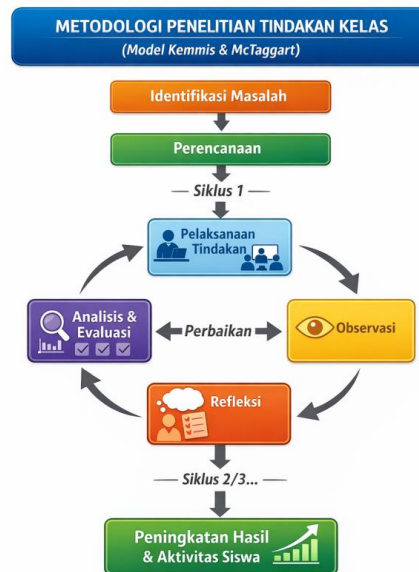 METODOLOGI PENELITIAN TINDAKAN KELAS
(Model Kemmis & McTaggart)
Identifikasi Masalah
Perencanaan
Siklus 1
Pelaksanaan
Tindakan
Analisis &
Evaluasi
Perbaikan
Observasi
Refleksi
Siklus 2/3...
Peningkatan Hasil
& Aktivitas Siswa